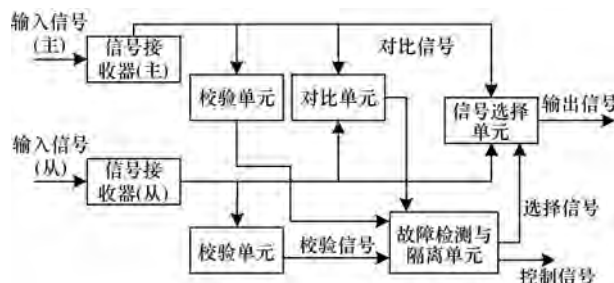 输入信号
(主)
信号接
收器(主)
对比信号
校验单元
对比单元
信号选择
单元
输出信号
输入信号
(从)
信号接
收器(从)
选择信号
校验单元
校验信号
故障检测与
隔离单元
控制信号